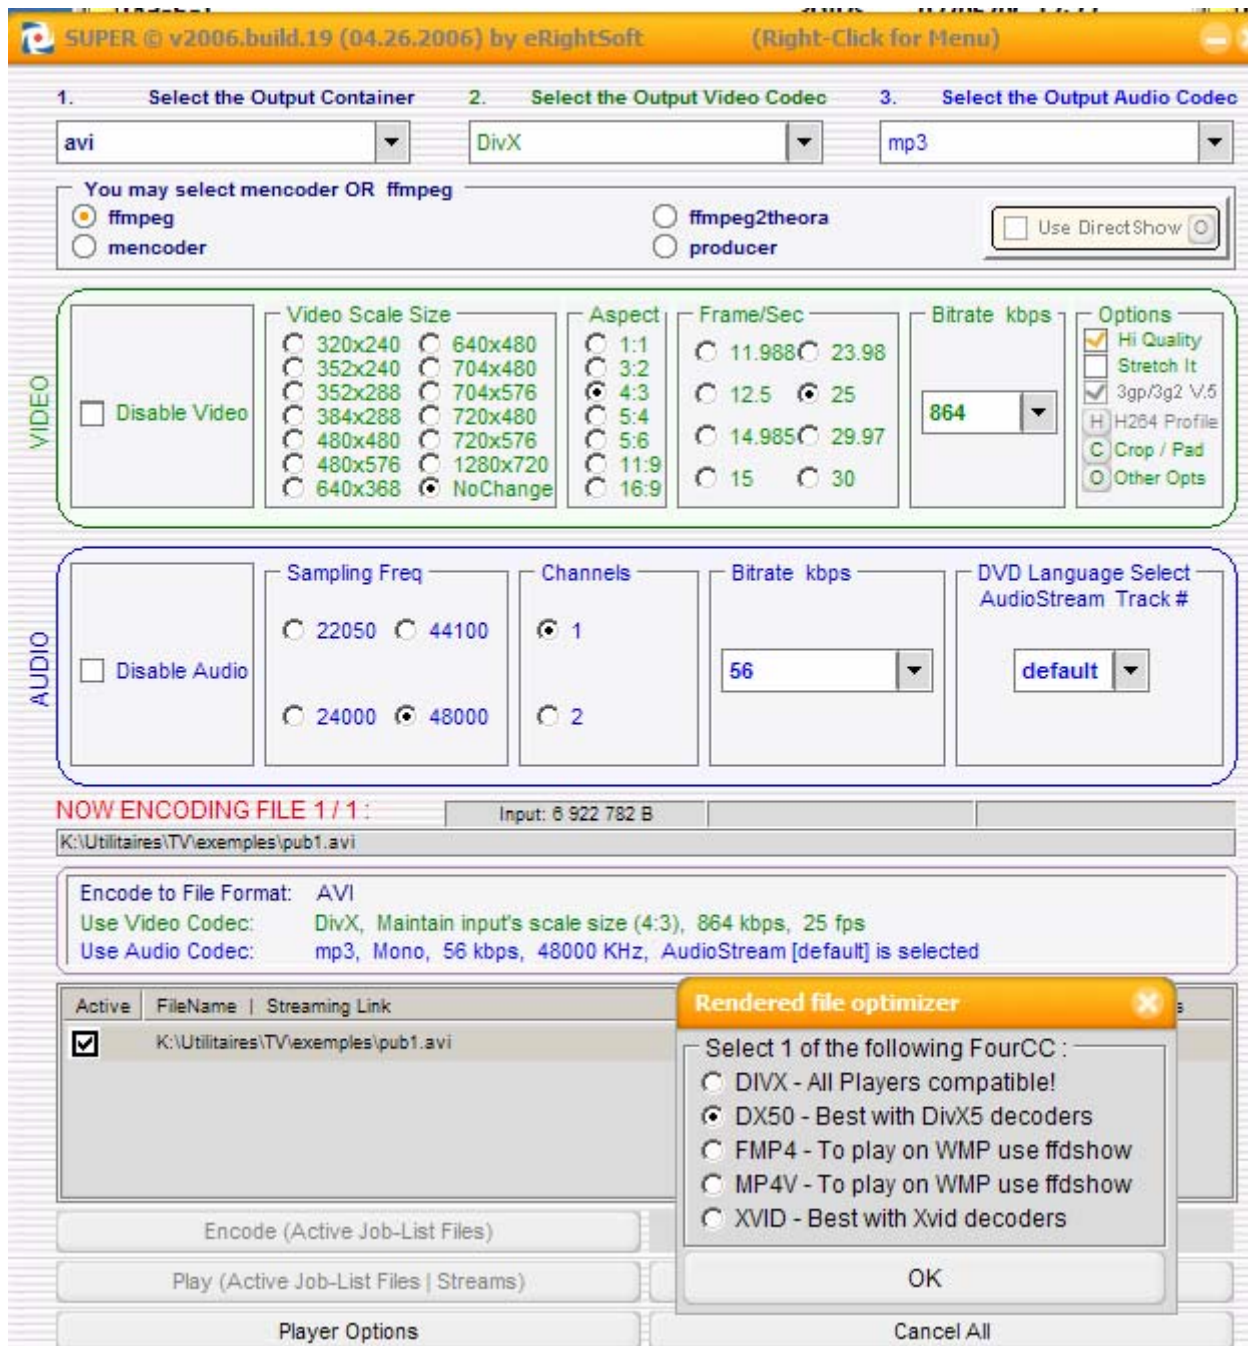 SUPER © v2006.build.19 (04.26.2006) by eRightSoft (Right-Click for Menu)
1. Select the Output Container 2. Select the Output Video Codec 3. Select the Output Audio Codec
avi DivX mp3
You may select mencoder OR ffmpeg
ffmpeg ffmpeg2theora
mencoder producer
Use DirectShow O
VIDEO
Disable Video
Video Scale Size
320x240 640x480
352x240 704x480
352x288 704x576
384x288 720x480
480x480 720x576
480x576 1280x720
640x368 NoChange
Aspect
1:1
3:2
4:3
5:4
5:6
11:9
16:9
Frame/Sec
11.988 23.98
12.5 25
14.985 29.97
15 30
Bitrate kbps
864
Options
Hi Quality
Stretch It
3gp/3g2 V.5
H H264 Profile
C Crop / Pad
O Other Opts
AUDIO
Disable Audio
Sampling Freq
22050 44100
24000 48000
Channels
1
2
Bitrate kbps
56
DVD Language Select
AudioStream Track #
default
NOW ENCODING FILE 1 / 1 : Input: 6 922 782 B
K:\Utilitaires\TV\exemples\pub1.avi
Encode to File Format: AVI
Use Video Codec: DivX, Maintain input's scale size (4:3), 864 kbps, 25 fps
Use Audio Codec: mp3, Mono, 56 kbps, 48000 KHz, AudioStream [default] is selected
Active FileName | Streaming Link
K:\Utilitaires\TV\exemples\pub1.avi
Rendered file optimizer
Select 1 of the following FourCC :
DIVX - All Players compatible!
DX50 - Best with DivX5 decoders
FMP4 - To play on WMP use ffdshow
MP4V - To play on WMP use ffdshow
XVID - Best with Xvid decoders
OK
Encode (Active Job-List Files)
Play (Active Job-List Files | Streams)
Player Options Cancel All